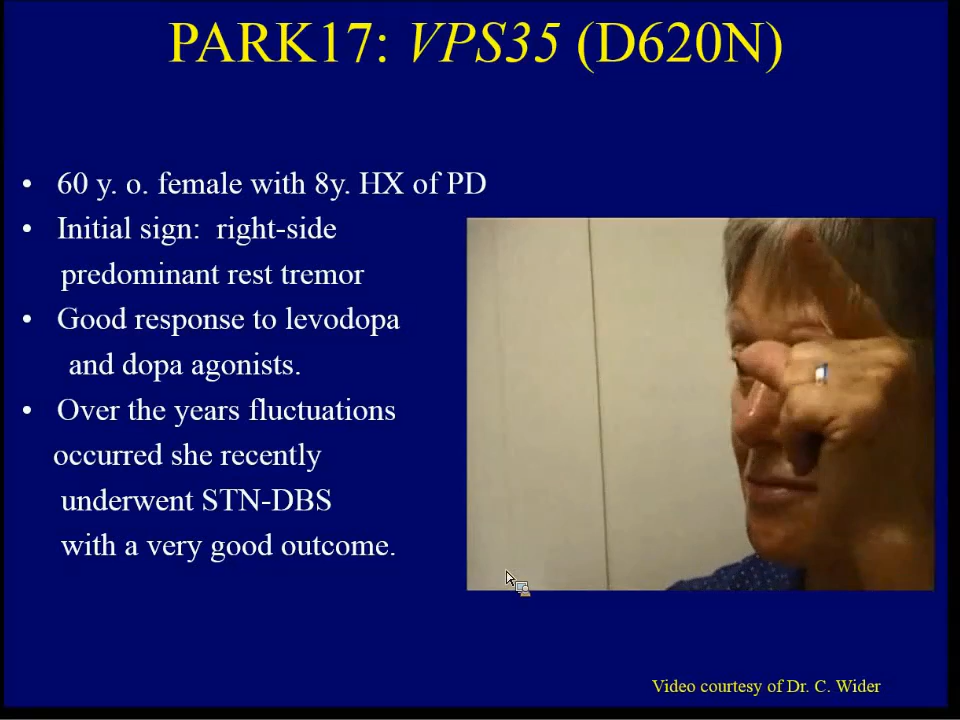 PARK17: VPS35 (D620N)
• 60 y. o. female with 8y. HX of PD
• Initial sign: right-side
predominant rest tremor
• Good response to levodopa
and dopa agonists.
• Over the years fluctuations
occurred she recently
underwent STN-DBS
with a very good outcome.
Video courtesy of Dr. C. Wider